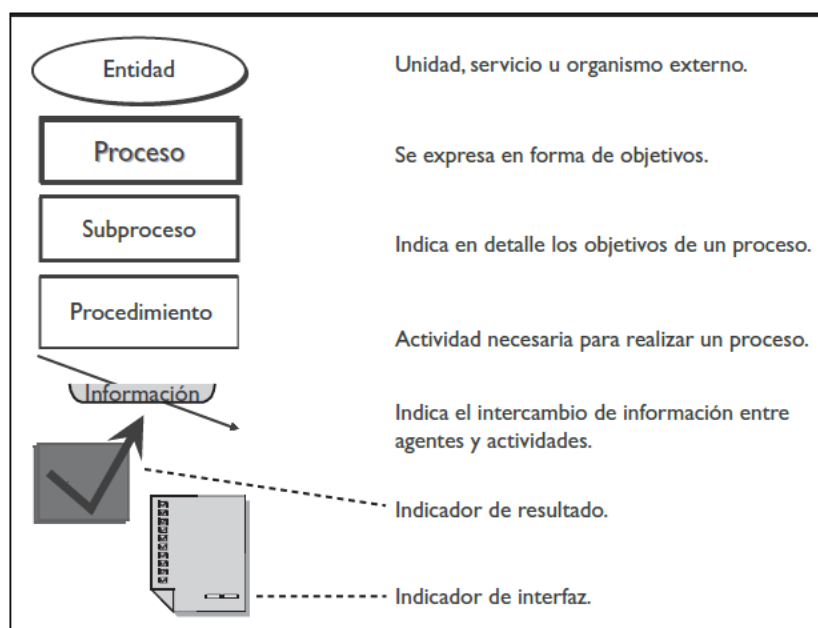 Entidad
Unidad, servicio u organismo externo.
Proceso
Se expresa en forma de objetivos.
Subproceso
Indica en detalle los objetivos de un proceso.
Procedimiento
Actividad necesaria para realizar un proceso.
Información
Indica el intercambio de información entre
agentes y actividades.
Indicador de resultado.
Indicador de interfaz.